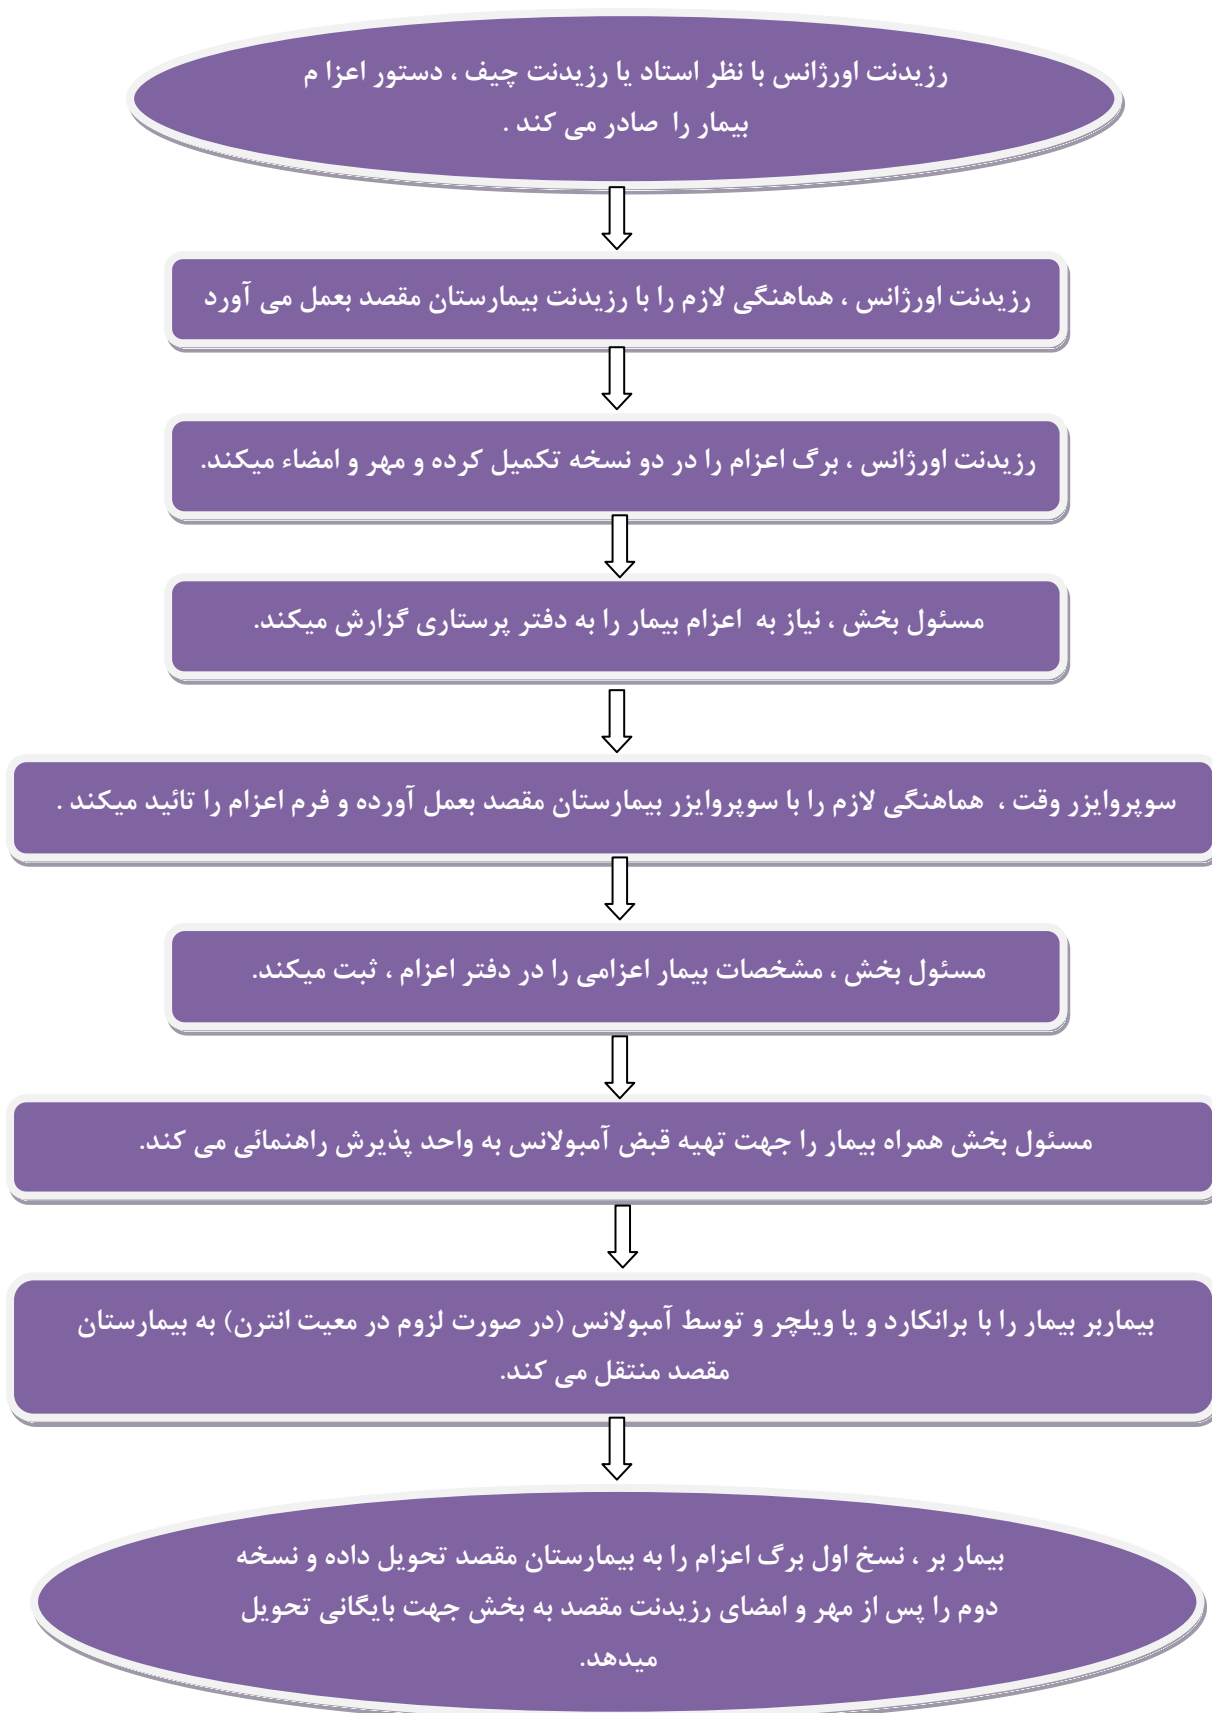 رزیدنت اورژانس با نظر استاد یا رزیدنت چیف ، دستور اعزا م
بیمار را صادر می کند .
رزیدنت اورژانس ، هماهنگی لازم را با رزیدنت بیمارستان مقصد بعمل می آورد
رزیدنت اورژانس ، برگ اعزام را در دو نسخه تکمیل کرده و مهر و امضاء میکند.
مسئول بخش ، نیاز به اعزام بیمار را به دفتر پرستاری گزارش میکند.
سوپروایزر وقت ، هماهنگی لازم را با سوپروایزر بیمارستان مقصد بعمل آورده و فرم اعزام را تائید میکند .
مسئول بخش ، مشخصات بیمار اعزامی را در دفتر اعزام ، ثبت میکند.
مسئول بخش همراه بیمار را جهت تهیه قبض آمبولانس به واحد پذیرش راهنمائی می کند.
بیماربر بیمار را با برانکارد و یا ویلچر و توسط آمبولانس (در صورت لزوم در معیت انترن) به بیمارستان
مقصد منتقل می کند.
بیمار بر ، نسخ اول برگ اعزام را به بیمارستان مقصد تحویل داده و نسخه
دوم را پس از مهر و امضای رزیدنت مقصد به بخش جهت بایگانی تحویل
میدهد.